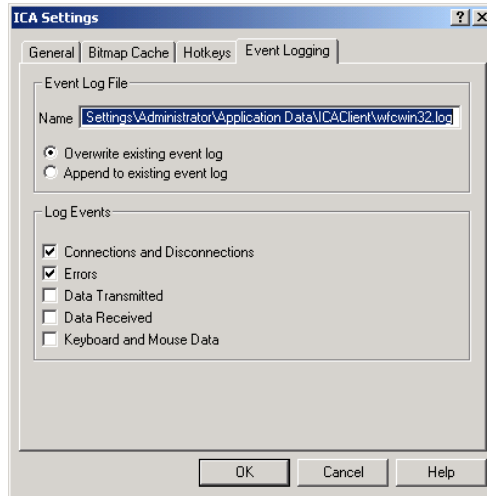 ICA Settings
General Bitmap Cache Hotkeys Event Logging
Event Log File
Name Settings\Administrator\Application Data\ICAClient\wfcwin32.log
Overwrite existing event log
Append to existing event log
Log Events
Connections and Disconnections
Errors
Data Transmitted
Data Received
Keyboard and Mouse Data
OK Cancel Help